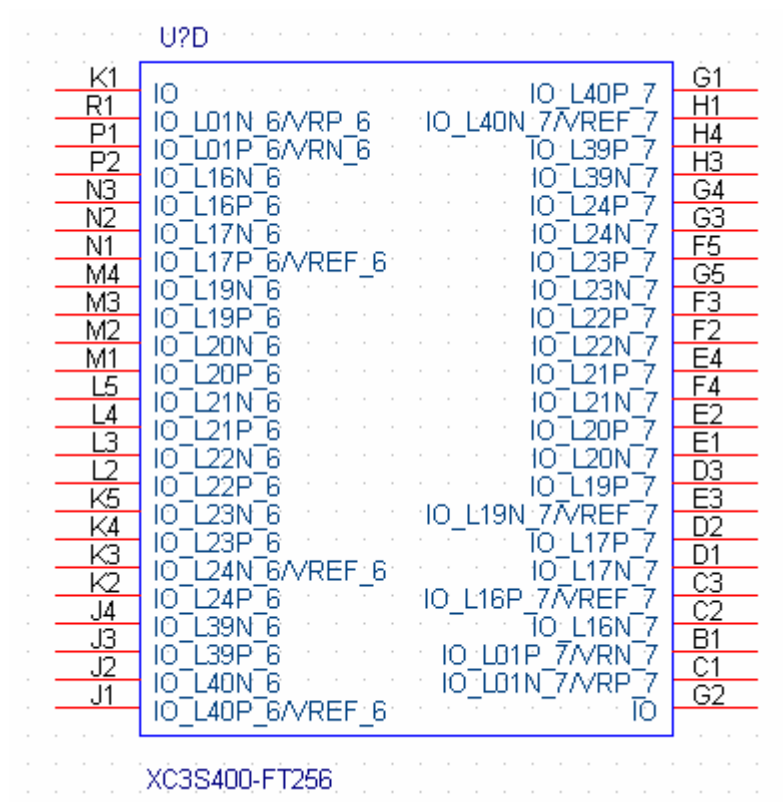 U?D
K1 IO IO_L40P_7 G1
R1 IO_L01N_6/VRP_6 IO_L40N_7/VREF_7 H1
P1 IO_L01P_6/VRN_6 IO_L39P_7 H4
P2 IO_L16N_6 IO_L39N_7 H3
N3 IO_L16P_6 IO_L24P_7 G4
N2 IO_L17N_6 IO_L24N_7 G3
N1 IO_L17P_6/VREF_6 IO_L23P_7 F5
M4 IO_L19N_6 IO_L23N_7 G5
M3 IO_L19P_6 IO_L22P_7 F3
M2 IO_L20N_6 IO_L22N_7 F2
M1 IO_L20P_6 IO_L21P_7 E4
L5 IO_L21N_6 IO_L21N_7 F4
L4 IO_L21P_6 IO_L20P_7 E2
L3 IO_L22N_6 IO_L20N_7 E1
L2 IO_L22P_6 IO_L19P_7 D3
K5 IO_L23N_6 IO_L19N_7/VREF_7 E3
K4 IO_L23P_6 IO_L17P_7 D2
K3 IO_L24N_6/VREF_6 IO_L17N_7 D1
K2 IO_L24P_6 IO_L16P_7/VREF_7 C3
J4 IO_L39N_6 IO_L16N_7 C2
J3 IO_L39P_6 IO_L01P_7/VRN_7 B1
J2 IO_L40N_6 IO_L01N_7/VRP_7 C1
J1 IO_L40P_6/VREF_6 IO G2
XC3S400-FT256